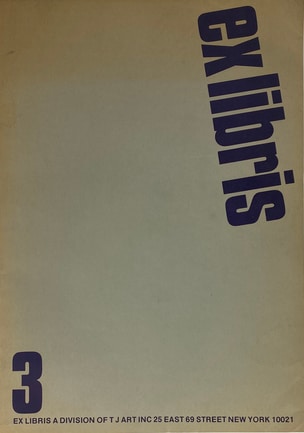 ex libris
3
EX LIBRIS A DIVISION OF T J ART INC 25 EAST 69 STREET NEW YORK 10021